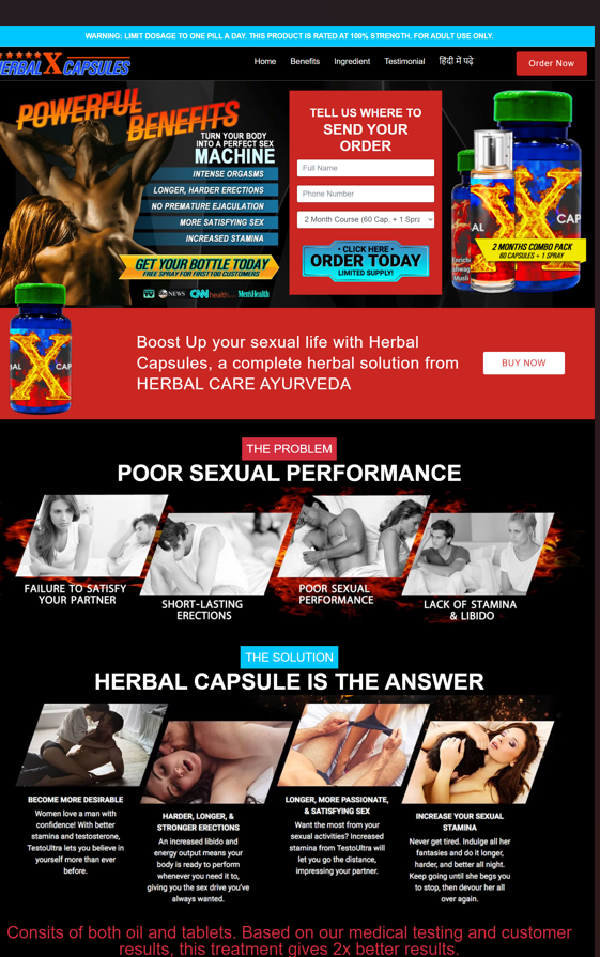 WARNING: LIMIT DOSAGE TO ONE PILL A DAY. THIS PRODUCT IS RATED AT 100% STRENGTH. FOR ADULT USE ONLY.
HERBAL X CAPSULES
Home Benefits Ingredient Testimonial हिंदी में पढ़े
Order Now
POWERFUL
BENEFITS
TURN YOUR BODY
INTO A PERFECT SEX
MACHINE
INTENSE ORGASMS
LONGER, HARDER ERECTIONS
NO PREMATURE EJACULATION
MORE SATISFYING SEX
INCREASED STAMINA
GET YOUR BOTTLE TODAY
FREE SPRAY FOR FIRST 100 CUSTOMERS
abc NEWS CNN health.com Men'sHealth
TELL US WHERE TO
SEND YOUR
ORDER
Full Name
Phone Number
2 Month Course (60 Cap. + 1 Spra
• CLICK HERE •
ORDER TODAY
LIMITED SUPPLY!
AL X CAP
2 MONTHS COMBO PACK
60 CAPSULES + 1 SPRAY
AL X CAP
Boost Up your sexual life with Herbal
Capsules, a complete herbal solution from
HERBAL CARE AYURVEDA
BUY NOW
THE PROBLEM
POOR SEXUAL PERFORMANCE
FAILURE TO SATISFY
YOUR PARTNER
SHORT-LASTING
ERECTIONS
POOR SEXUAL
PERFORMANCE
LACK OF STAMINA
& LIBIDO
THE SOLUTION
HERBAL CAPSULE IS THE ANSWER
BECOME MORE DESIRABLE
Women love a man with
confidence! With better
stamina and testosterone,
TestoUltra lets you believe in
yourself more than ever
before.
HARDER, LONGER, &
STRONGER ERECTIONS
An increased libido and
energy output means your
body is ready to perform
whenever you need it to,
giving you the sex drive you've
always wanted.
LONGER, MORE PASSIONATE,
& SATISFYING SEX
Want the most from your
sexual activities? Increased
stamina from TestoUltra will
let you go the distance,
impressing your partner.
INCREASE YOUR SEXUAL
STAMINA
Never get tired. Indulge all her
fantasies and do it longer,
harder, and better all night.
Keep going until she begs you
to stop, then devour her all
over again.
Consits of both oil and tablets. Based on our medical testing and customer
results, this treatment gives 2x better results.